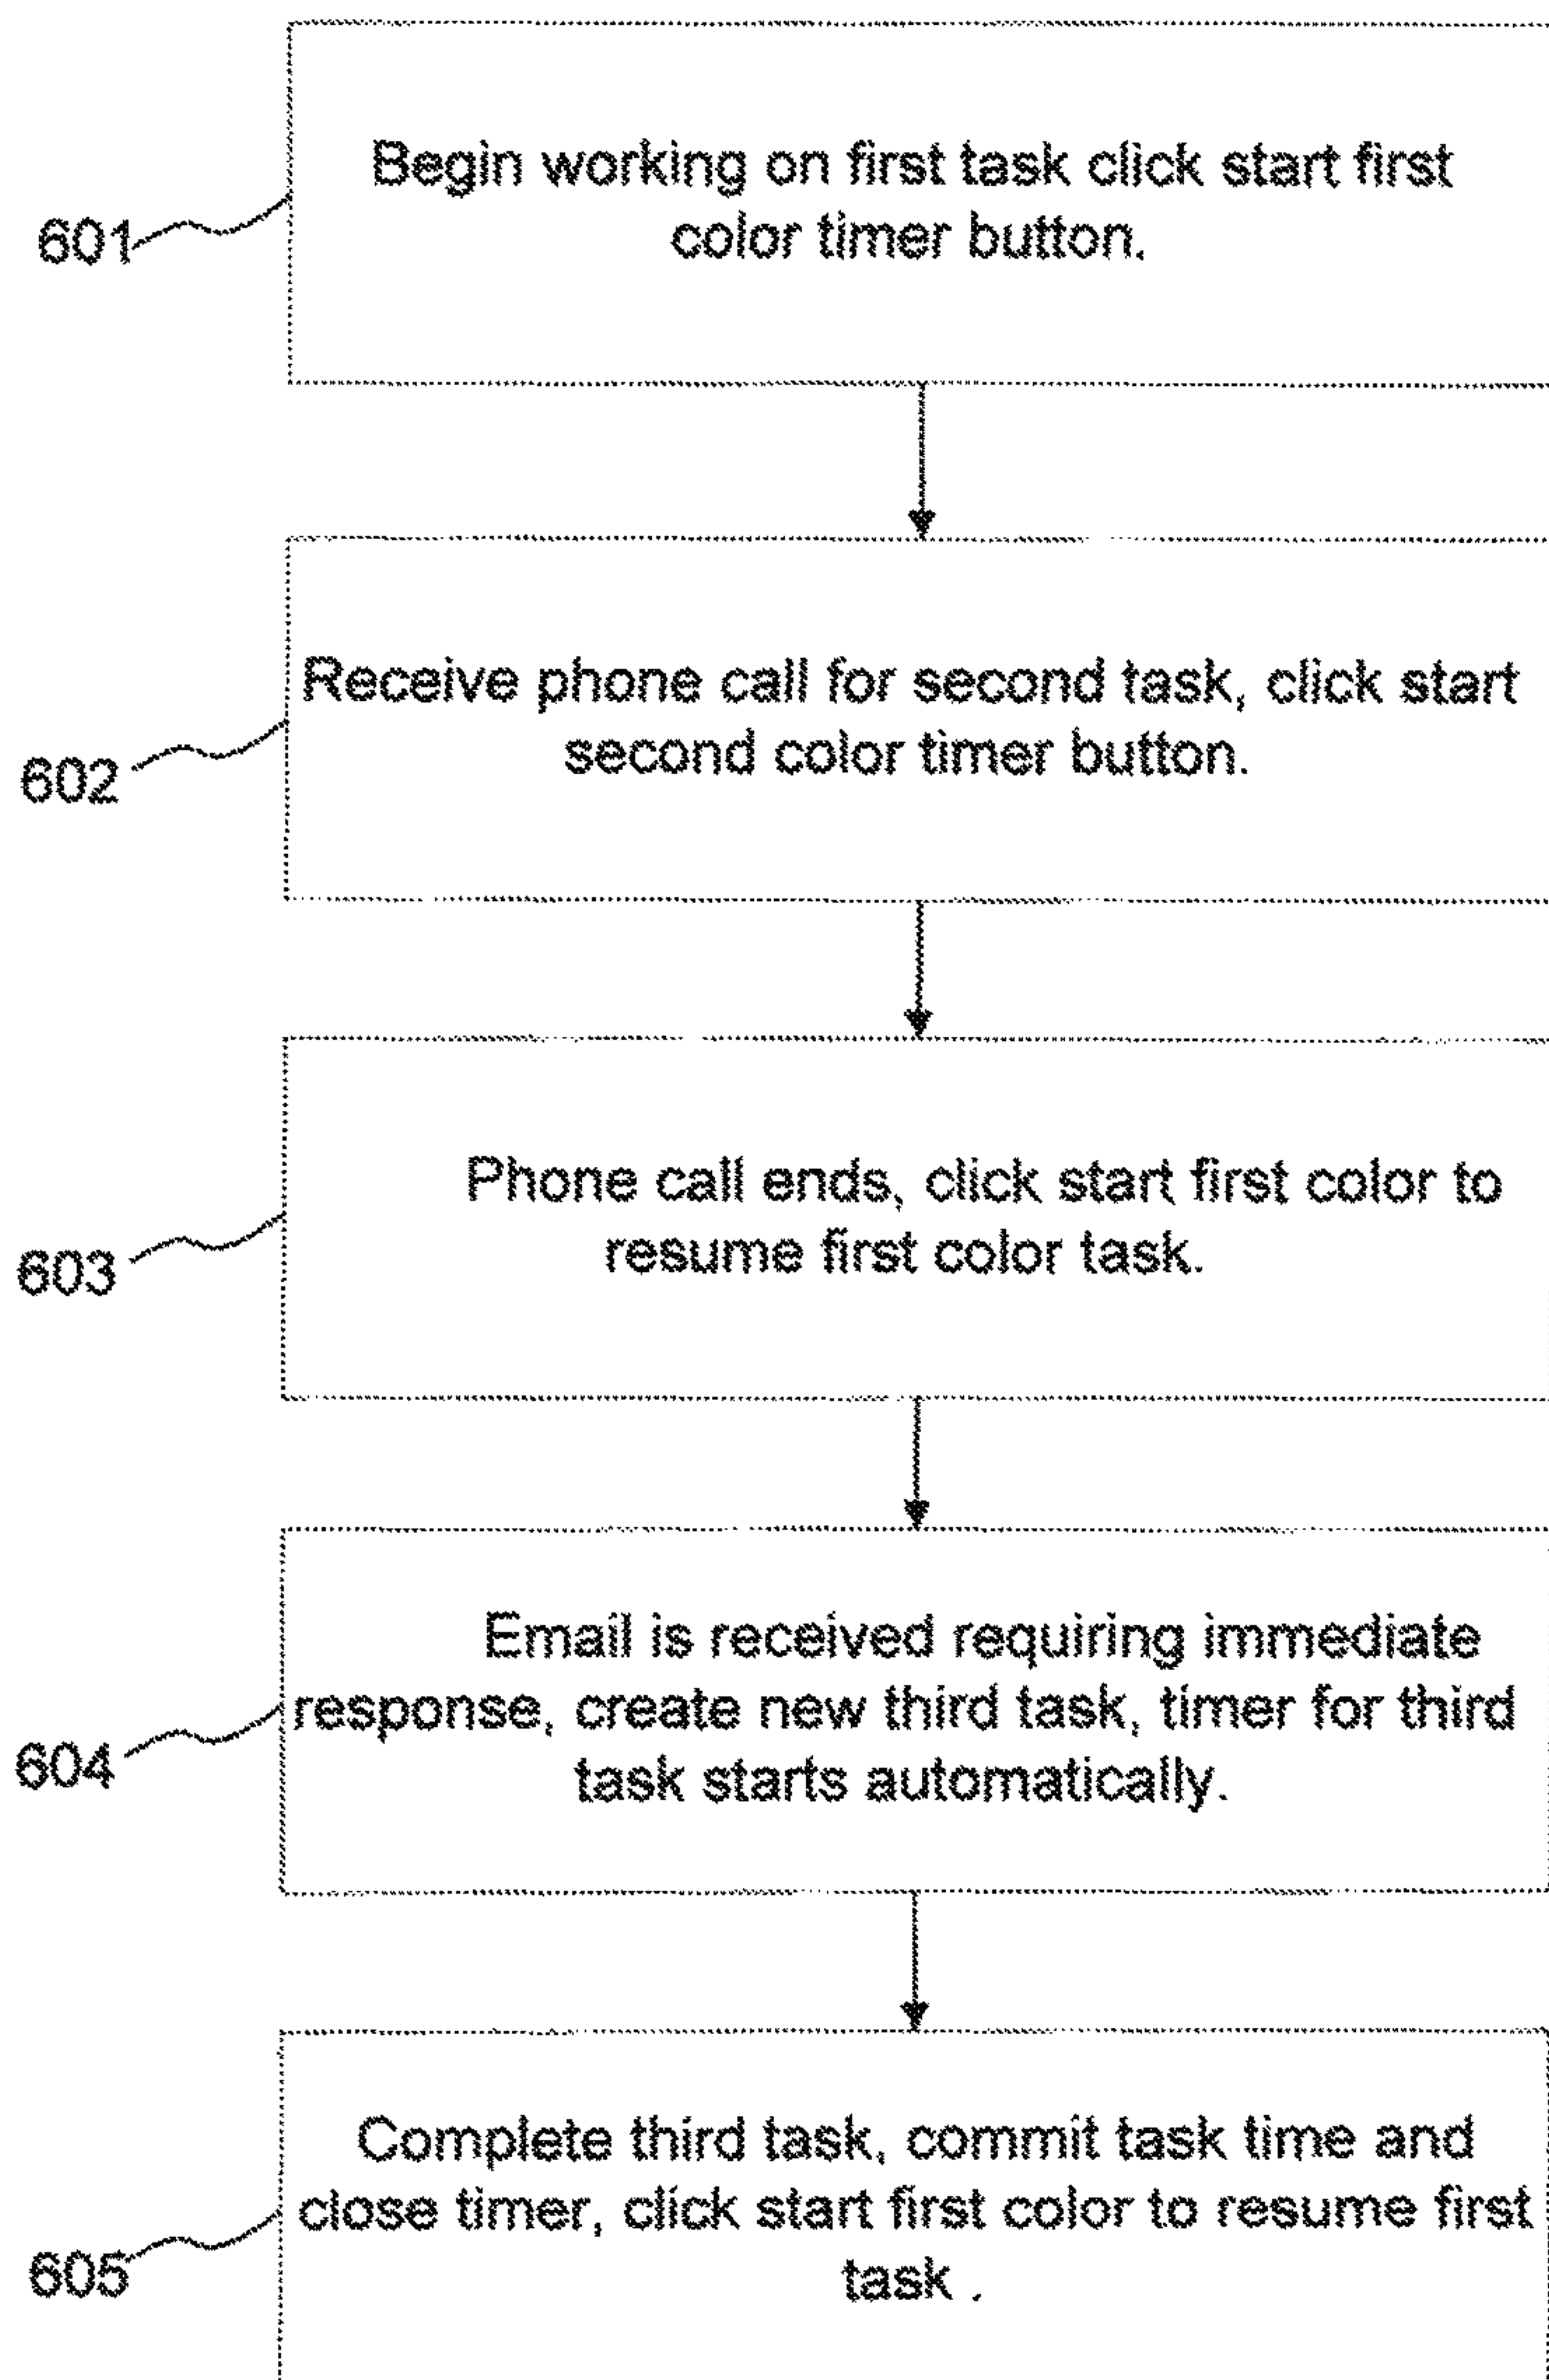 Begin working on first task click start first
color timer button.
601
Receive phone call for second task, click start
second color timer button.
602
Phone call ends, click start first color to
resume first color task.
603
Email is received requiring immediate
response, create new third task, timer for third
task starts automatically.
604
Complete third task, commit task time and
close timer, click start first color to resume first
task .
605